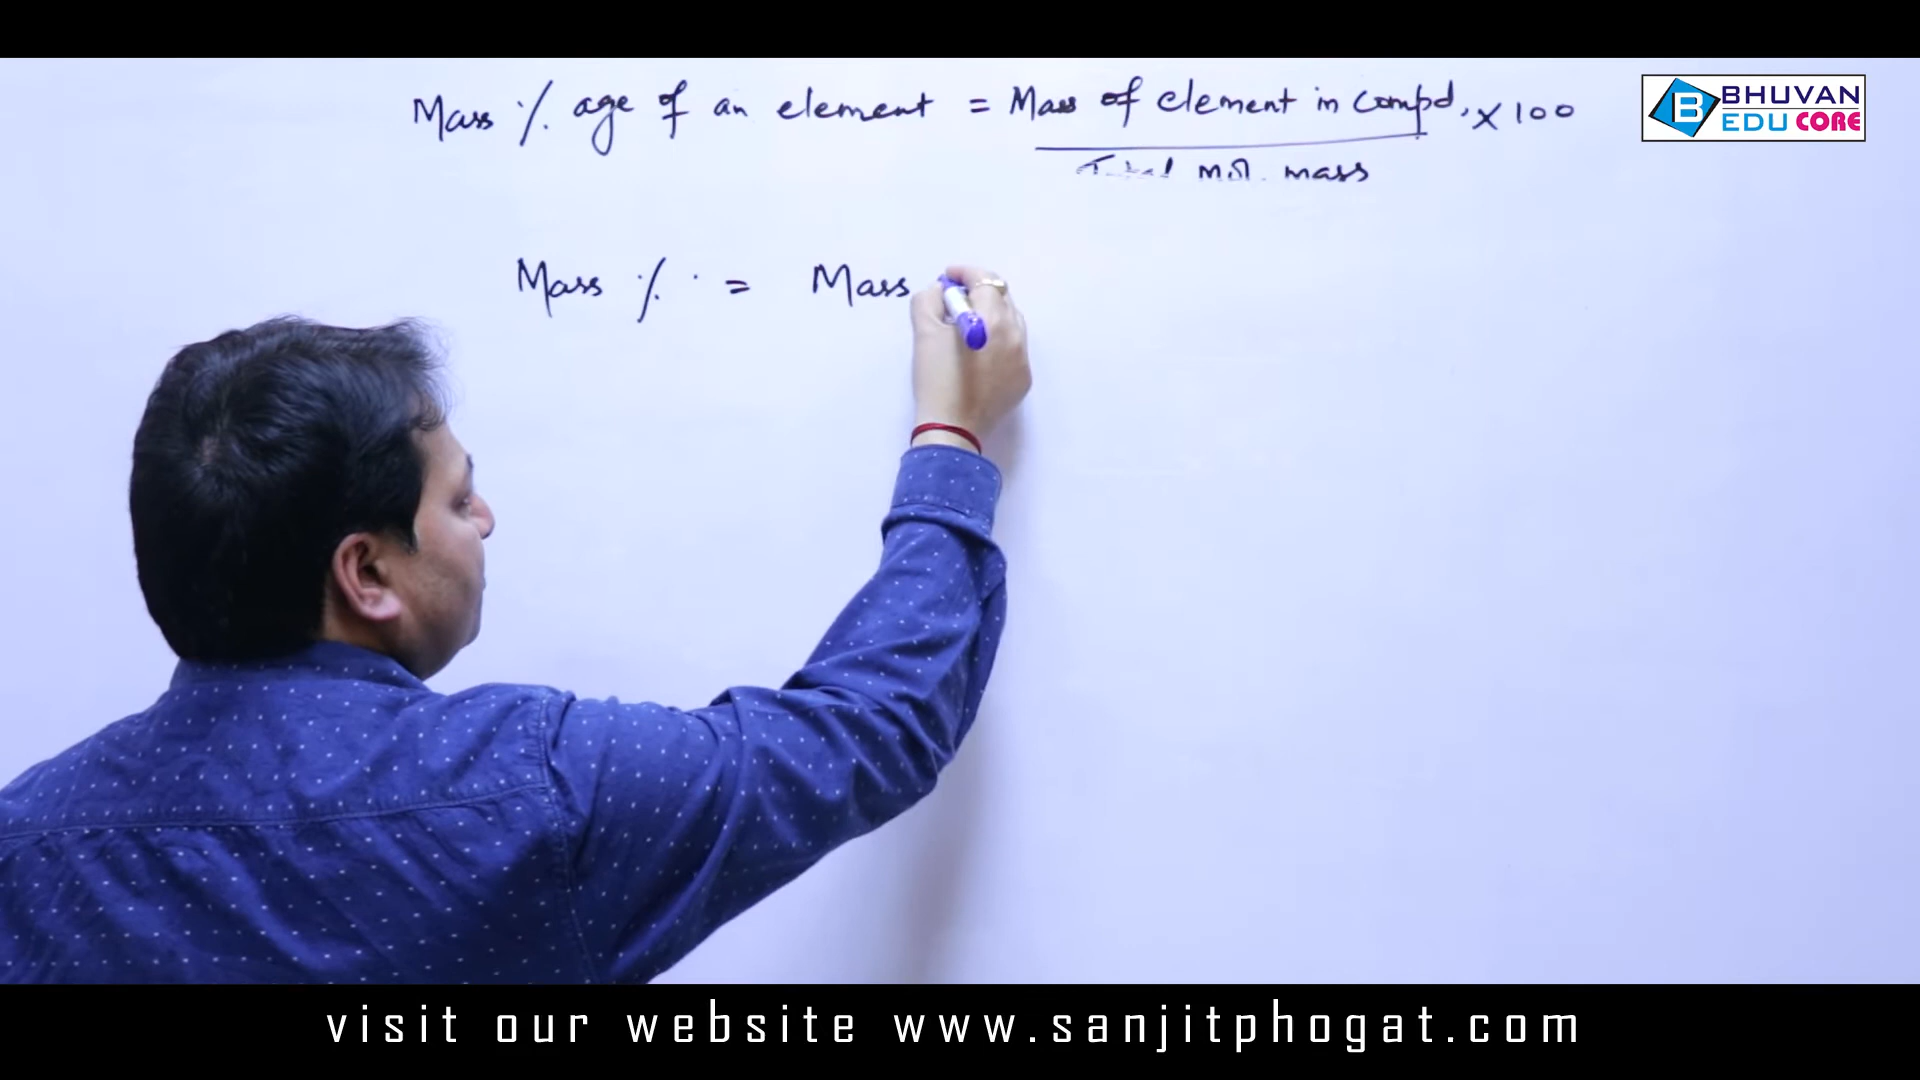 Mass % age of an element = Mass of element in compd. × 100
Total mol. mass
Mass % = Mass
BHUVAN
EDU CORE
visit our website www.sanjitphogat.com